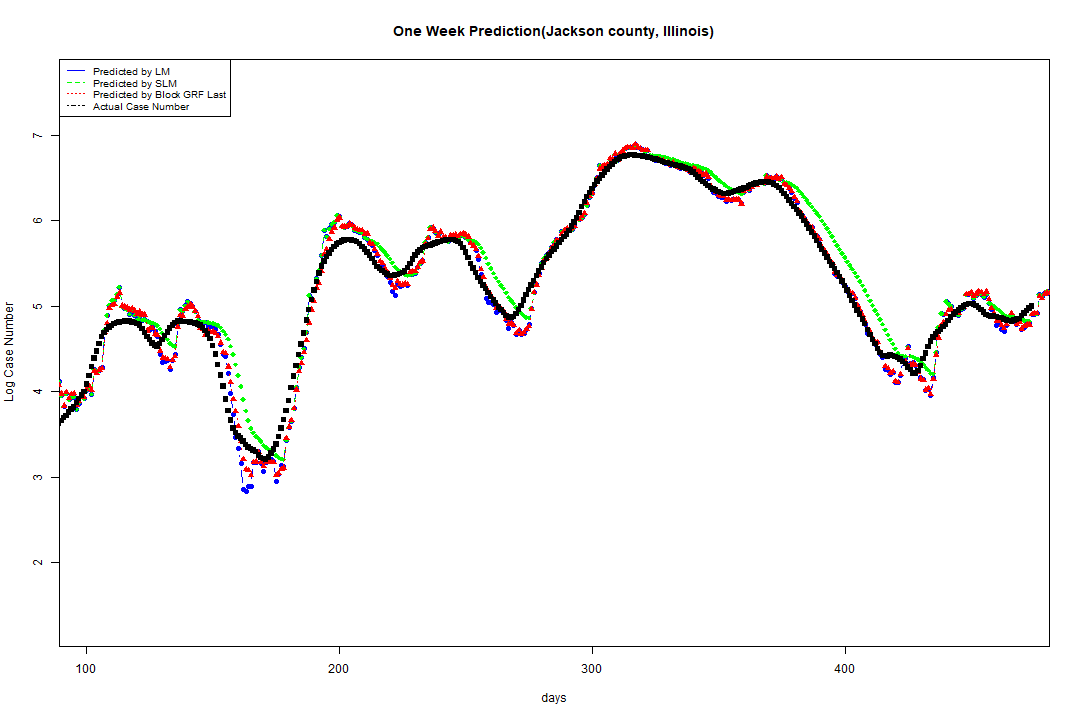 One Week Prediction(Jackson county, Illinois)
Predicted by LM
Predicted by SLM
Predicted by Block GRF Last
Actual Case Number
7
6
5
4
3
2
Log Case Number
100 200 300 400
days